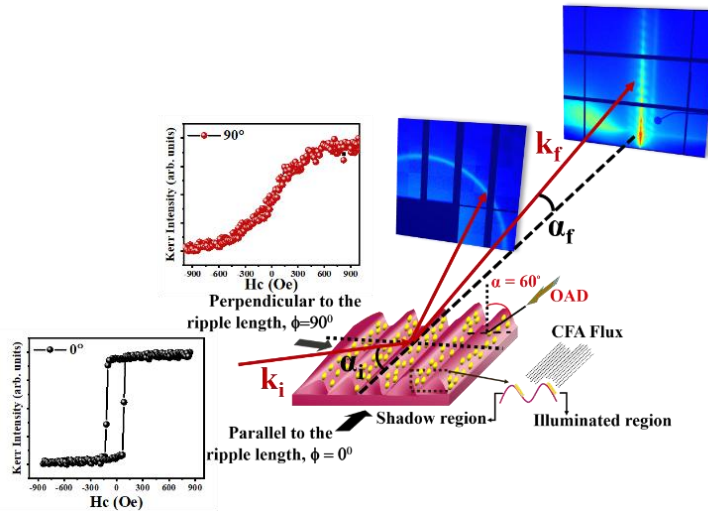 90°
Kerr Intensity (arb. units)
-900 -600 -300 0 300 600 900
Hc (Oe)
Perpendicular to the
ripple length, ϕ=90⁰
0°
Kerr Intensity (arb. units)
-900 -600 -300 0 300 600 900
Hc (Oe)
Parallel to the
ripple length, ϕ = 0⁰
k_i
α_i
k_f
α_f
α = 60°
OAD
CFA Flux
Shadow region
Illuminated region